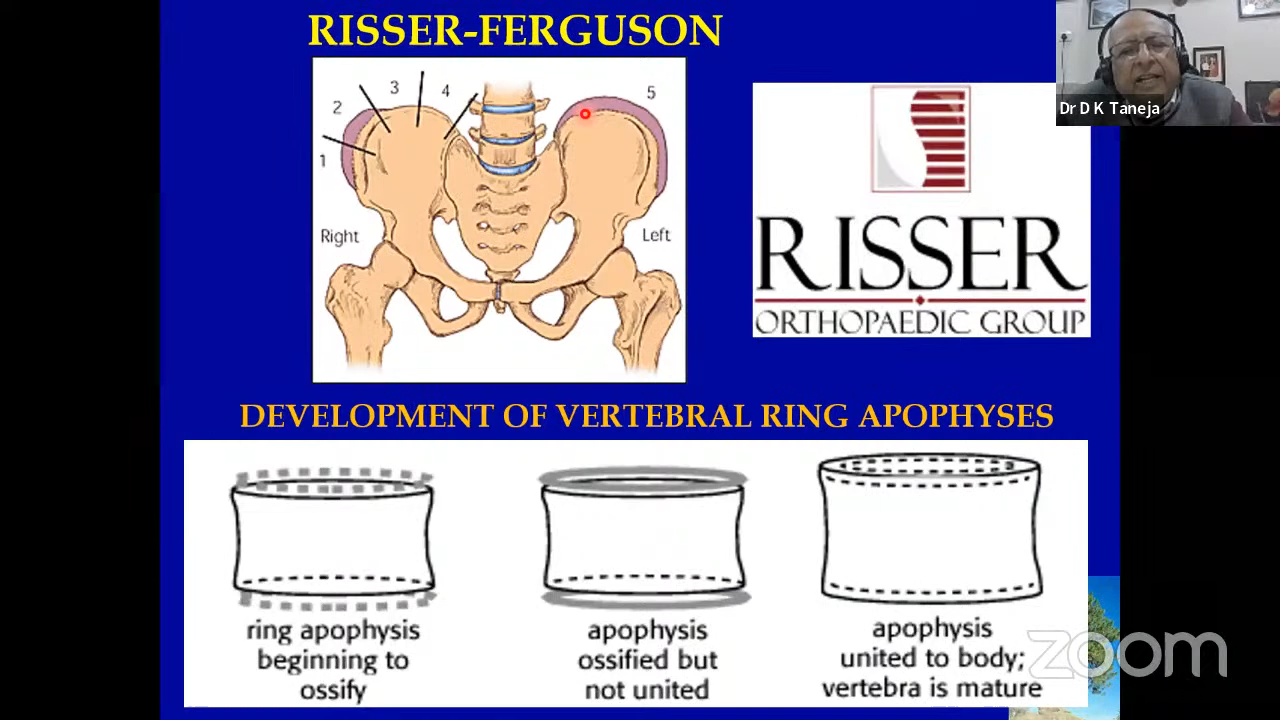 RISSER-FERGUSON
Dr D K Taneja
1
2
3
4
5
Right
Left
RISSER
ORTHOPAEDIC GROUP
DEVELOPMENT OF VERTEBRAL RING APOPHYSES
ring apophysis
beginning to
ossify
apophysis
ossified but
not united
apophysis
united to body;
vertebra is mature
zoom